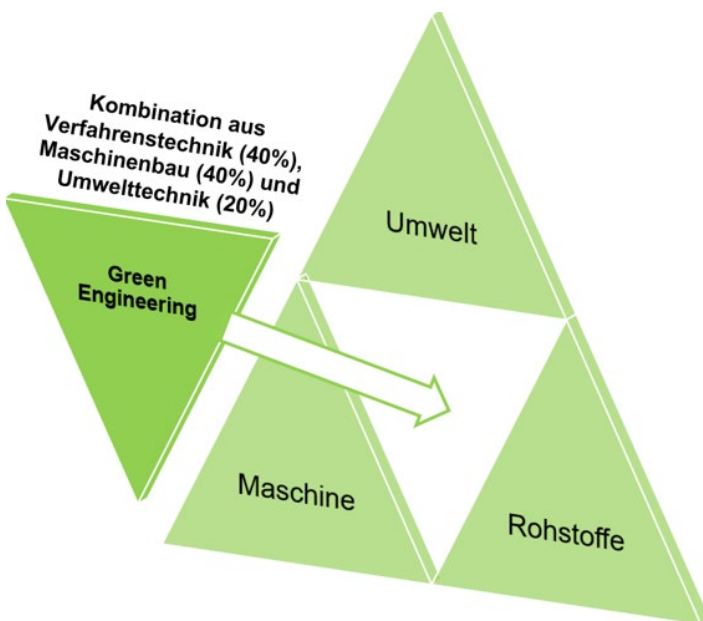 Kombination aus
Verfahrenstechnik (40%),
Maschinenbau (40%) und
Umwelttechnik (20%)
Green
Engineering
Umwelt
Maschine
Rohstoffe